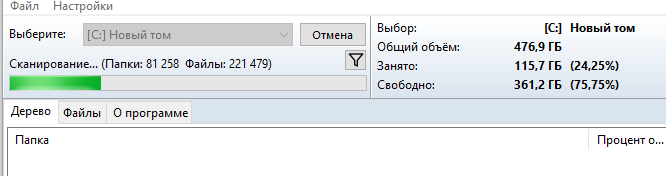 Файл Настройки
Выберите: [C:] Новый том Отмена
Сканирование... (Папки: 81 258 Файлы: 221 479)
Выбор: [C:] Новый том
Общий объём: 476,9 ГБ
Занято: 115,7 ГБ (24,25%)
Свободно: 361,2 ГБ (75,75%)
Дерево Файлы О программе
Папка Процент о...